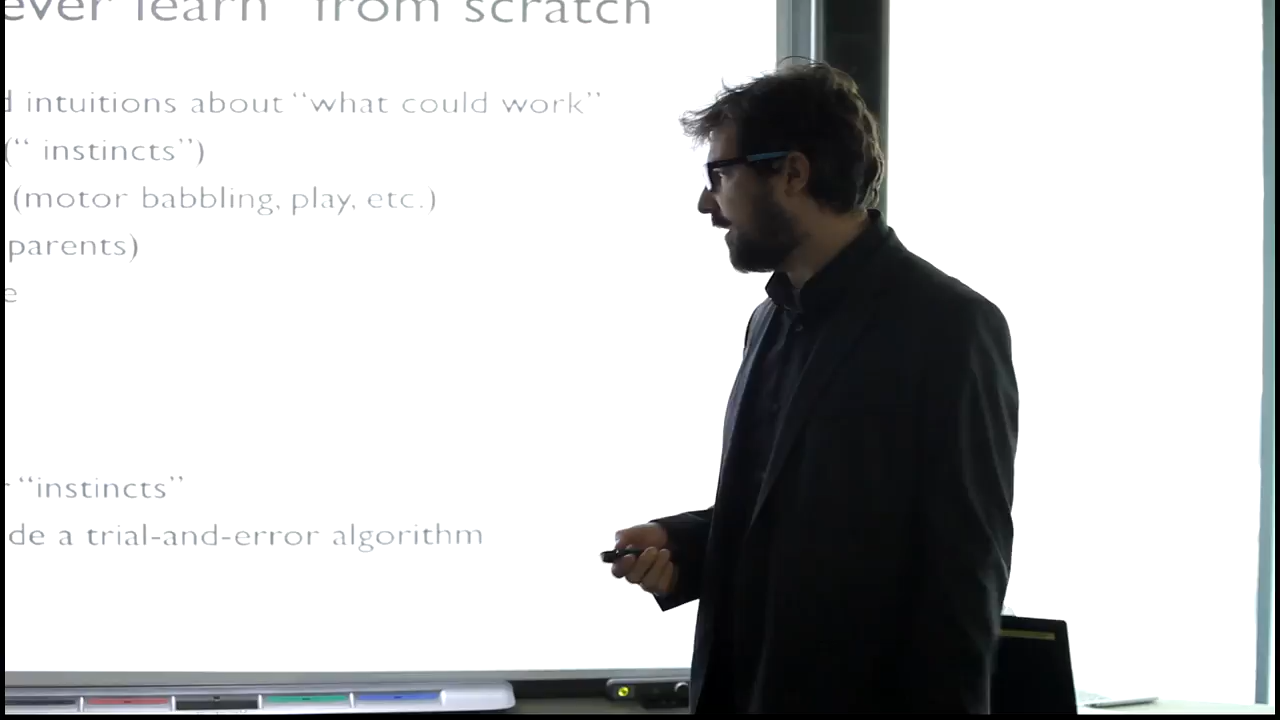 ever learn "from scratch
intuitions about "what could work"
(" instincts")
(motor babbling, play, etc.)
parents)
e
"instincts"
de a trial-and-error algorithm